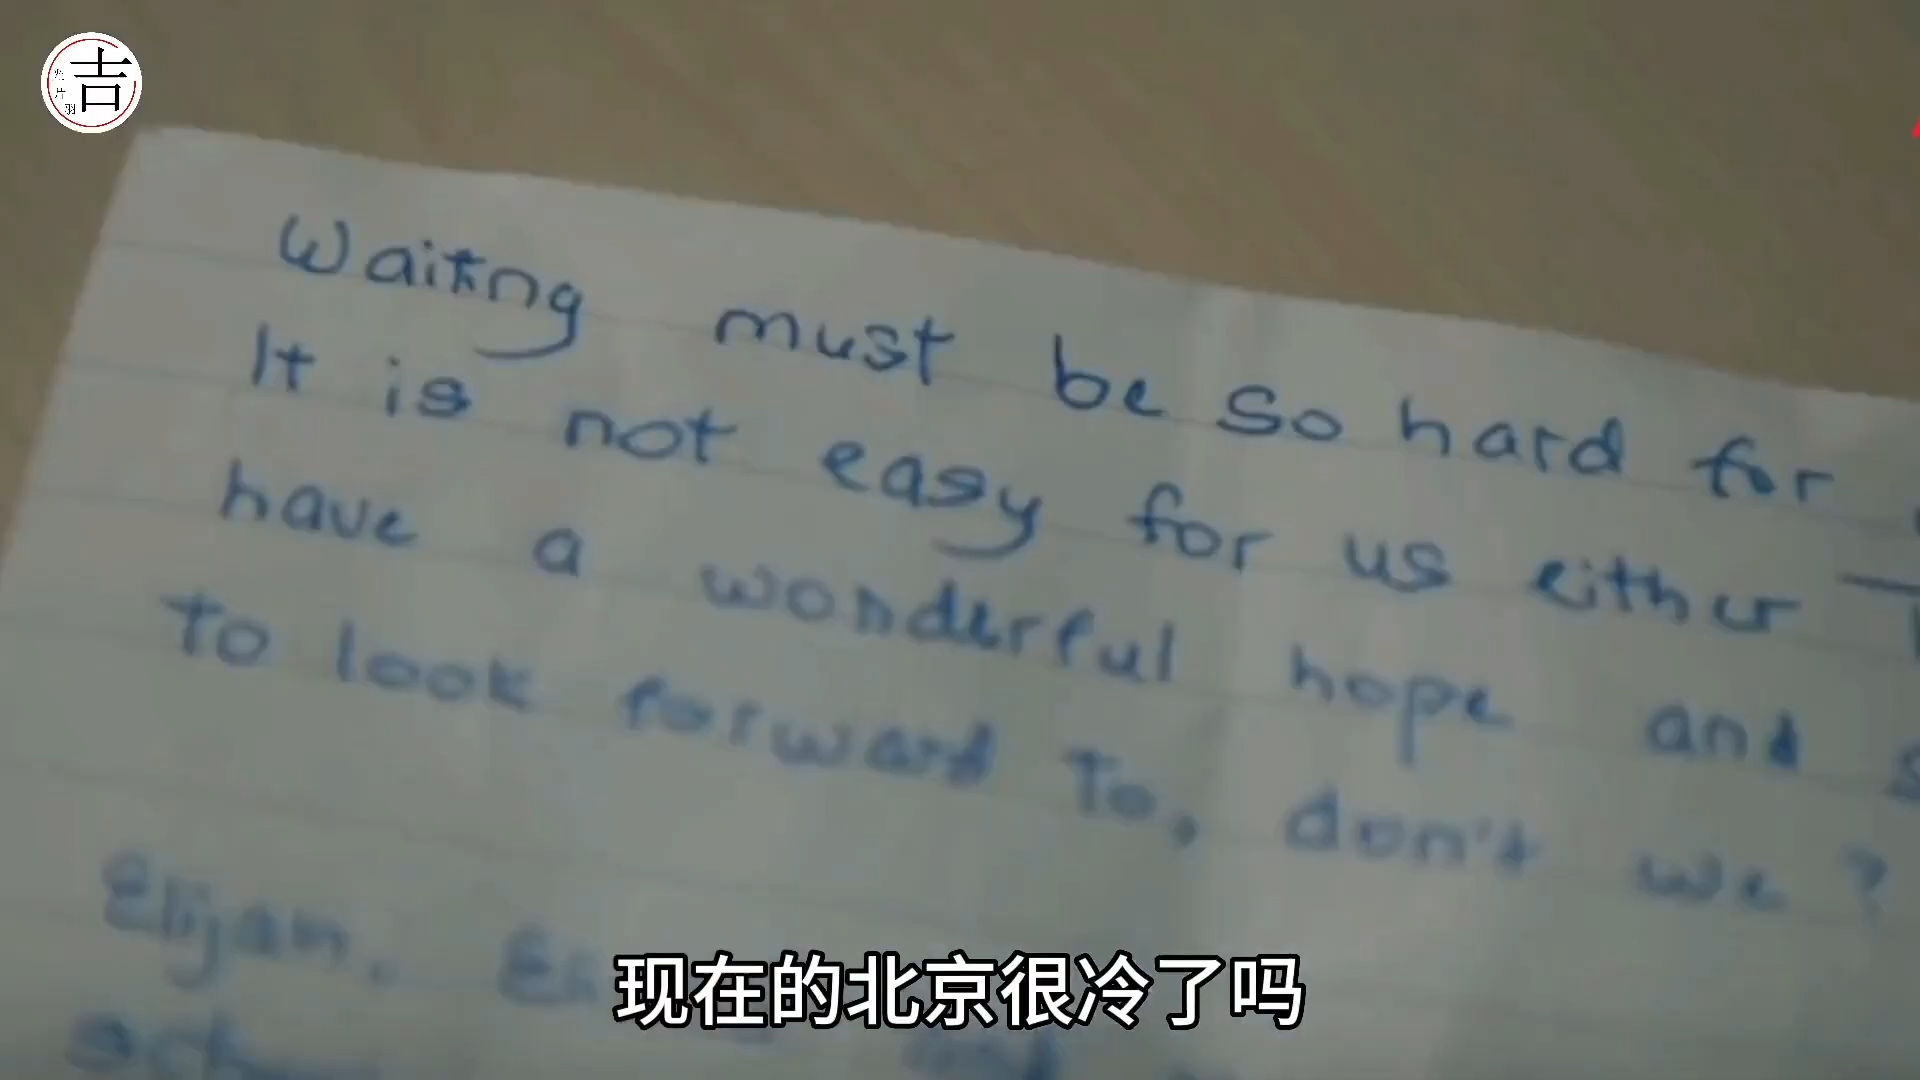 吉
Waiting must be so hard for
It is not easy for us either —
have a wonderful hope and
to look forward to, don't we?
Elijah.
现在的北京很冷了吗